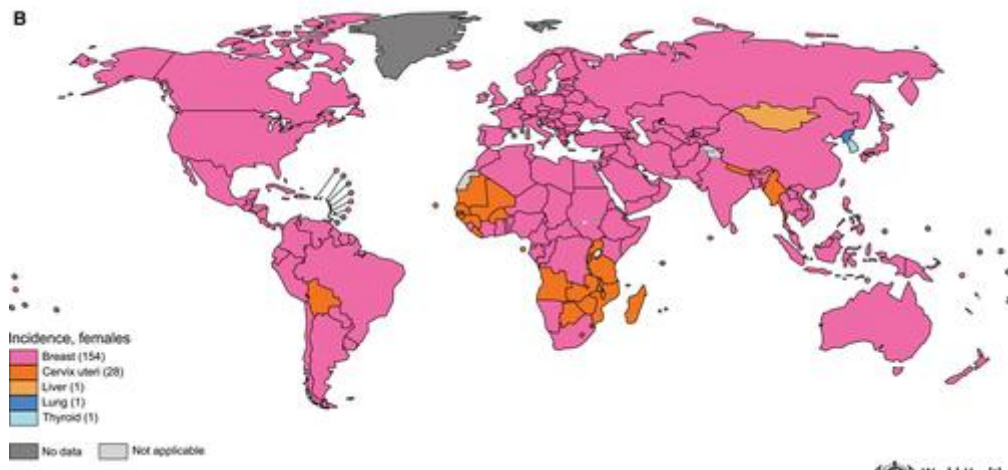 B
Incidence, females
Breast (154)
Cervix uteri (28)
Liver (1)
Lung (1)
Thyroid (1)
No data
Not applicable